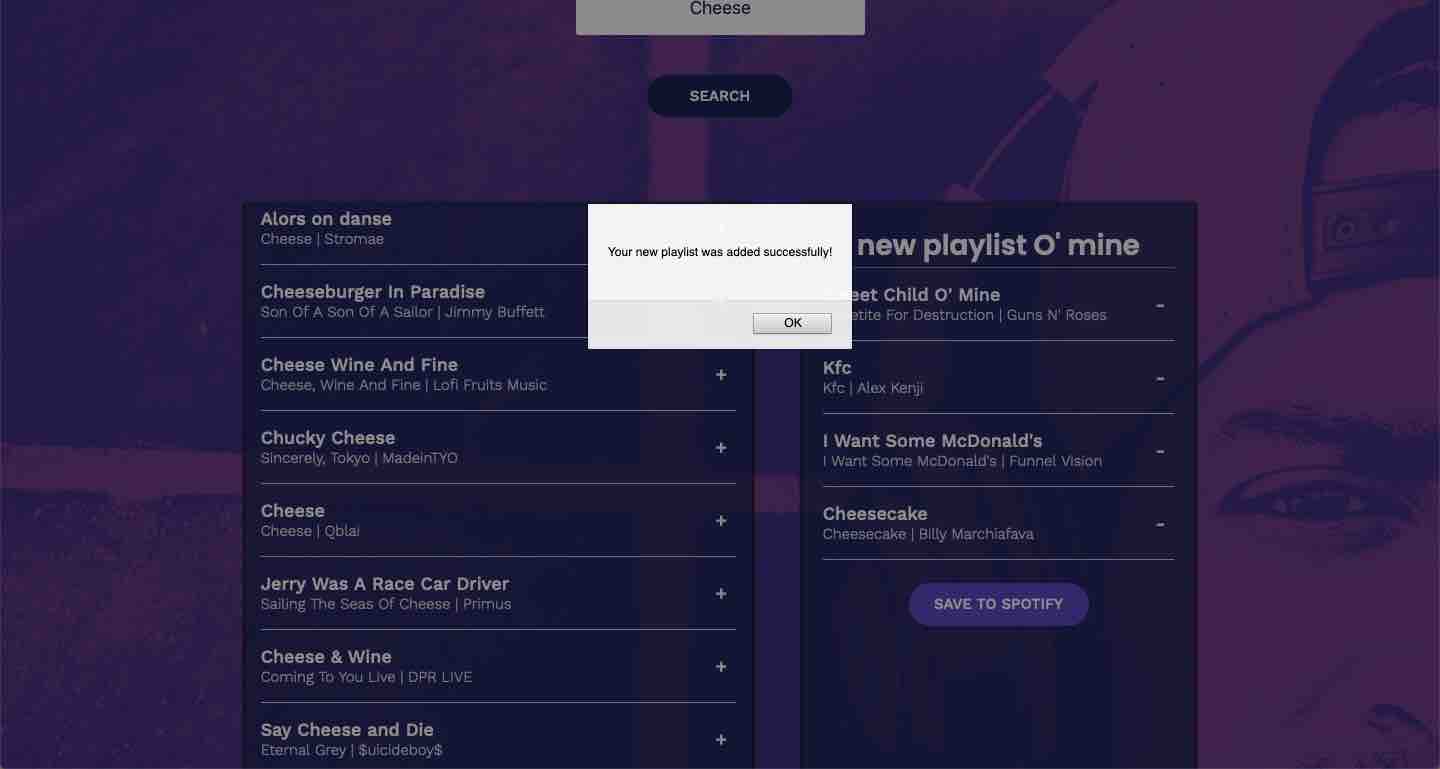 Cheese
SEARCH
Alors on danse
Cheese | Stromae
Cheeseburger In Paradise
Son Of A Son Of A Sailor | Jimmy Buffett
Cheese Wine And Fine
Cheese, Wine And Fine | Lofi Fruits Music
+
Chucky Cheese
Sincerely, Tokyo | MadeinTYO
+
Cheese
Cheese | Qblai
+
Jerry Was A Race Car Driver
Sailing The Seas Of Cheese | Primus
+
Cheese & Wine
Coming To You Live | DPR LIVE
+
Say Cheese and Die
Eternal Grey | $uicideboy$
+
Your new playlist was added successfully!
OK
new playlist O' mine
Child O' Mine
For Destruction | Guns N' Roses
-
Kfc
Kfc | Alex Kenji
-
I Want Some McDonald's
I Want Some McDonald's | Funnel Vision
-
Cheesecake
Cheesecake | Billy Marchiafava
-
SAVE TO SPOTIFY